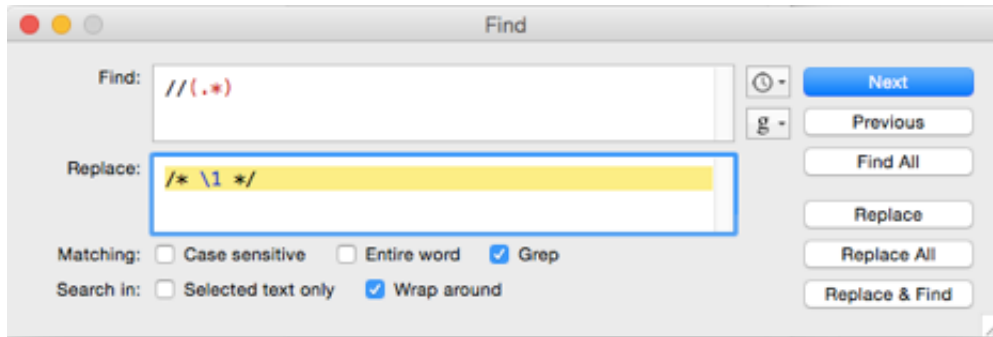 Find
Find: //(.*)
g
Next
Previous
Find All
Replace: /* \1 */
Replace
Replace All
Replace & Find
Matching: Case sensitive Entire word Grep
Search in: Selected text only Wrap around